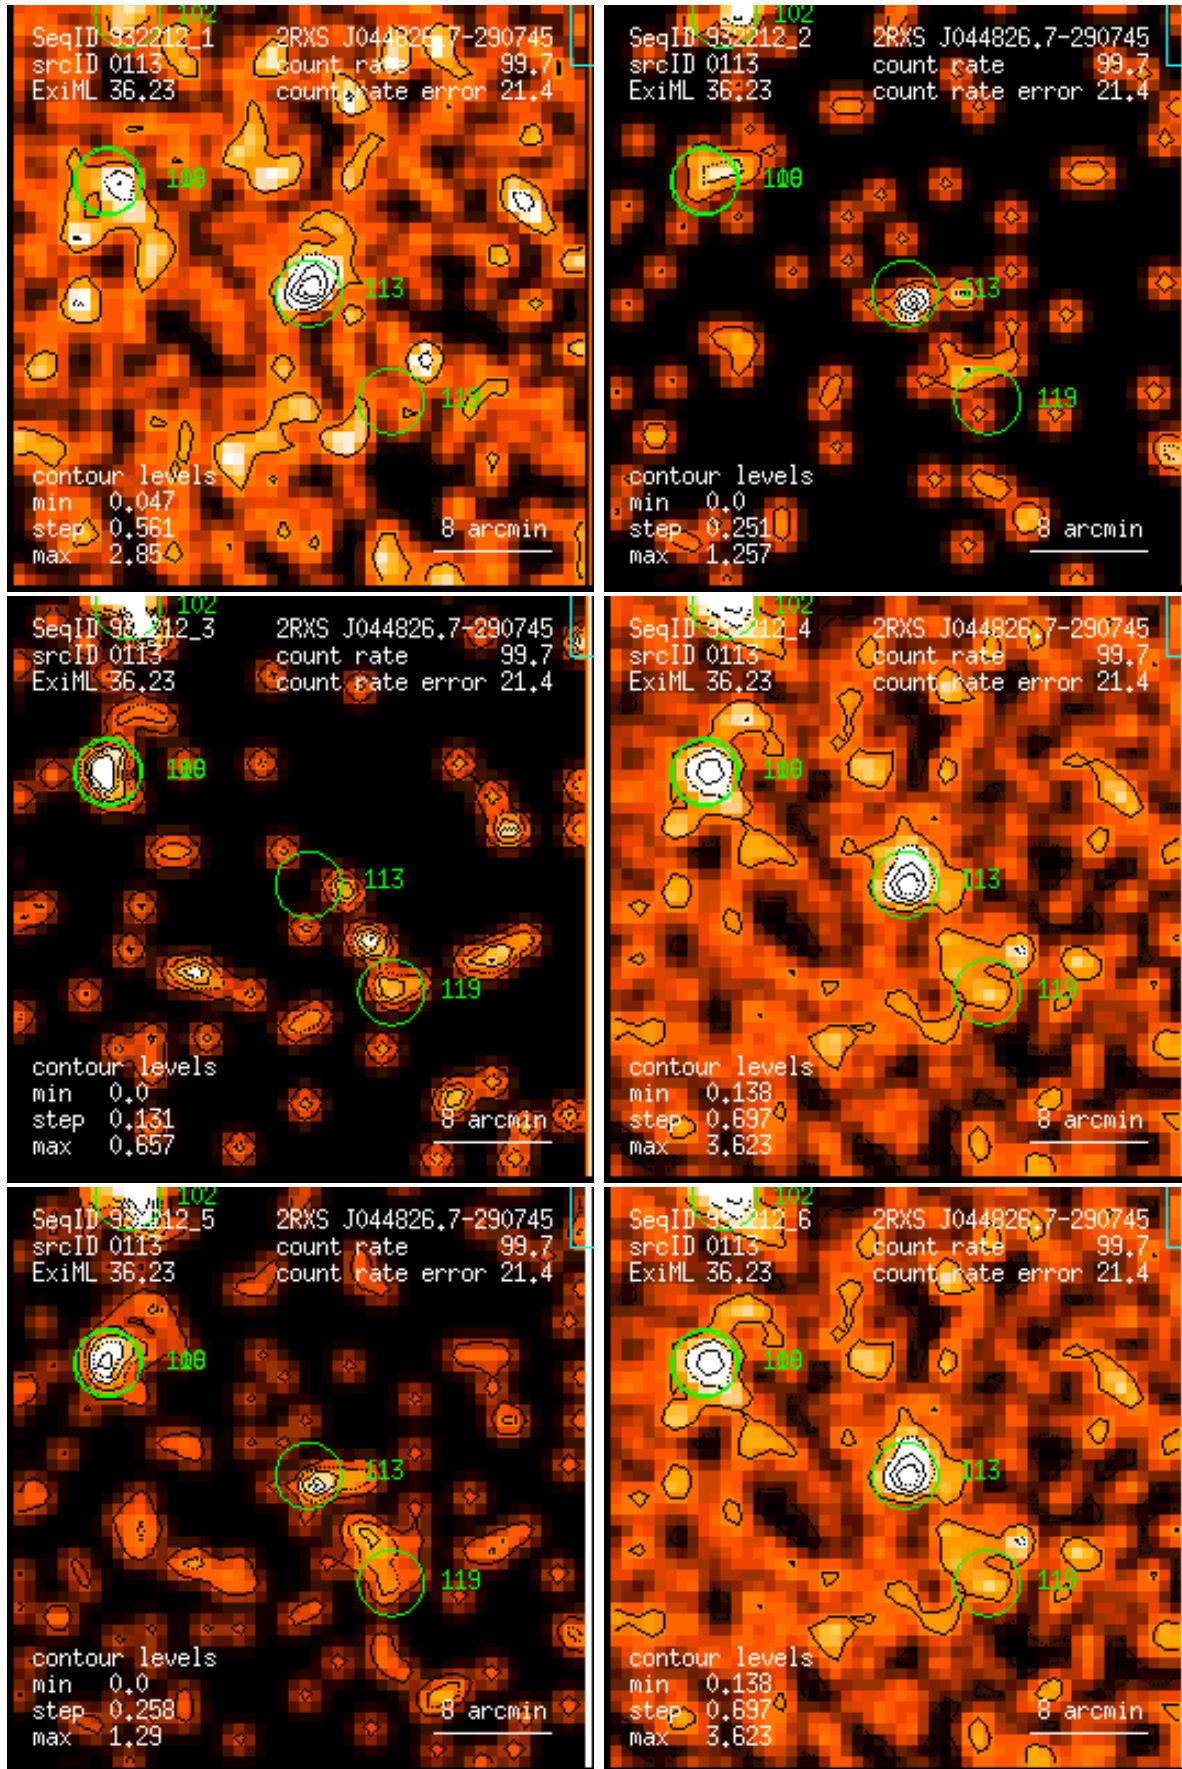 102
SeqID 932212_1 2RXS J044826.7-290745
srcID 0113 count rate 99.7
ExiML 36.23 count rate error 21.4
113
119
contour levels
min 0.047
step 0.561
max 2.85
8 arcmin
102
SeqID 932212_2 2RXS J044826.7-290745
srcID 0113 count rate 99.7
ExiML 36.23 count rate error 21.4
113
119
contour levels
min 0.0
step 0.251
max 1.257
8 arcmin
102
SeqID 932212_3 2RXS J044826.7-290745
srcID 0113 count rate 99.7
ExiML 36.23 count rate error 21.4
113
119
contour levels
min 0.0
step 0.131
max 0.657
8 arcmin
102
SeqID 932212_4 2RXS J044826.7-290745
srcID 0113 count rate 99.7
ExiML 36.23 count rate error 21.4
113
119
contour levels
min 0.138
step 0.697
max 3.623
8 arcmin
102
SeqID 932212_5 2RXS J044826.7-290745
srcID 0113 count rate 99.7
ExiML 36.23 count rate error 21.4
113
119
contour levels
min 0.0
step 0.258
max 1.29
8 arcmin
102
SeqID 932212_6 2RXS J044826.7-290745
srcID 0113 count rate 99.7
ExiML 36.23 count rate error 21.4
113
119
contour levels
min 0.138
step 0.697
max 3.623
8 arcmin